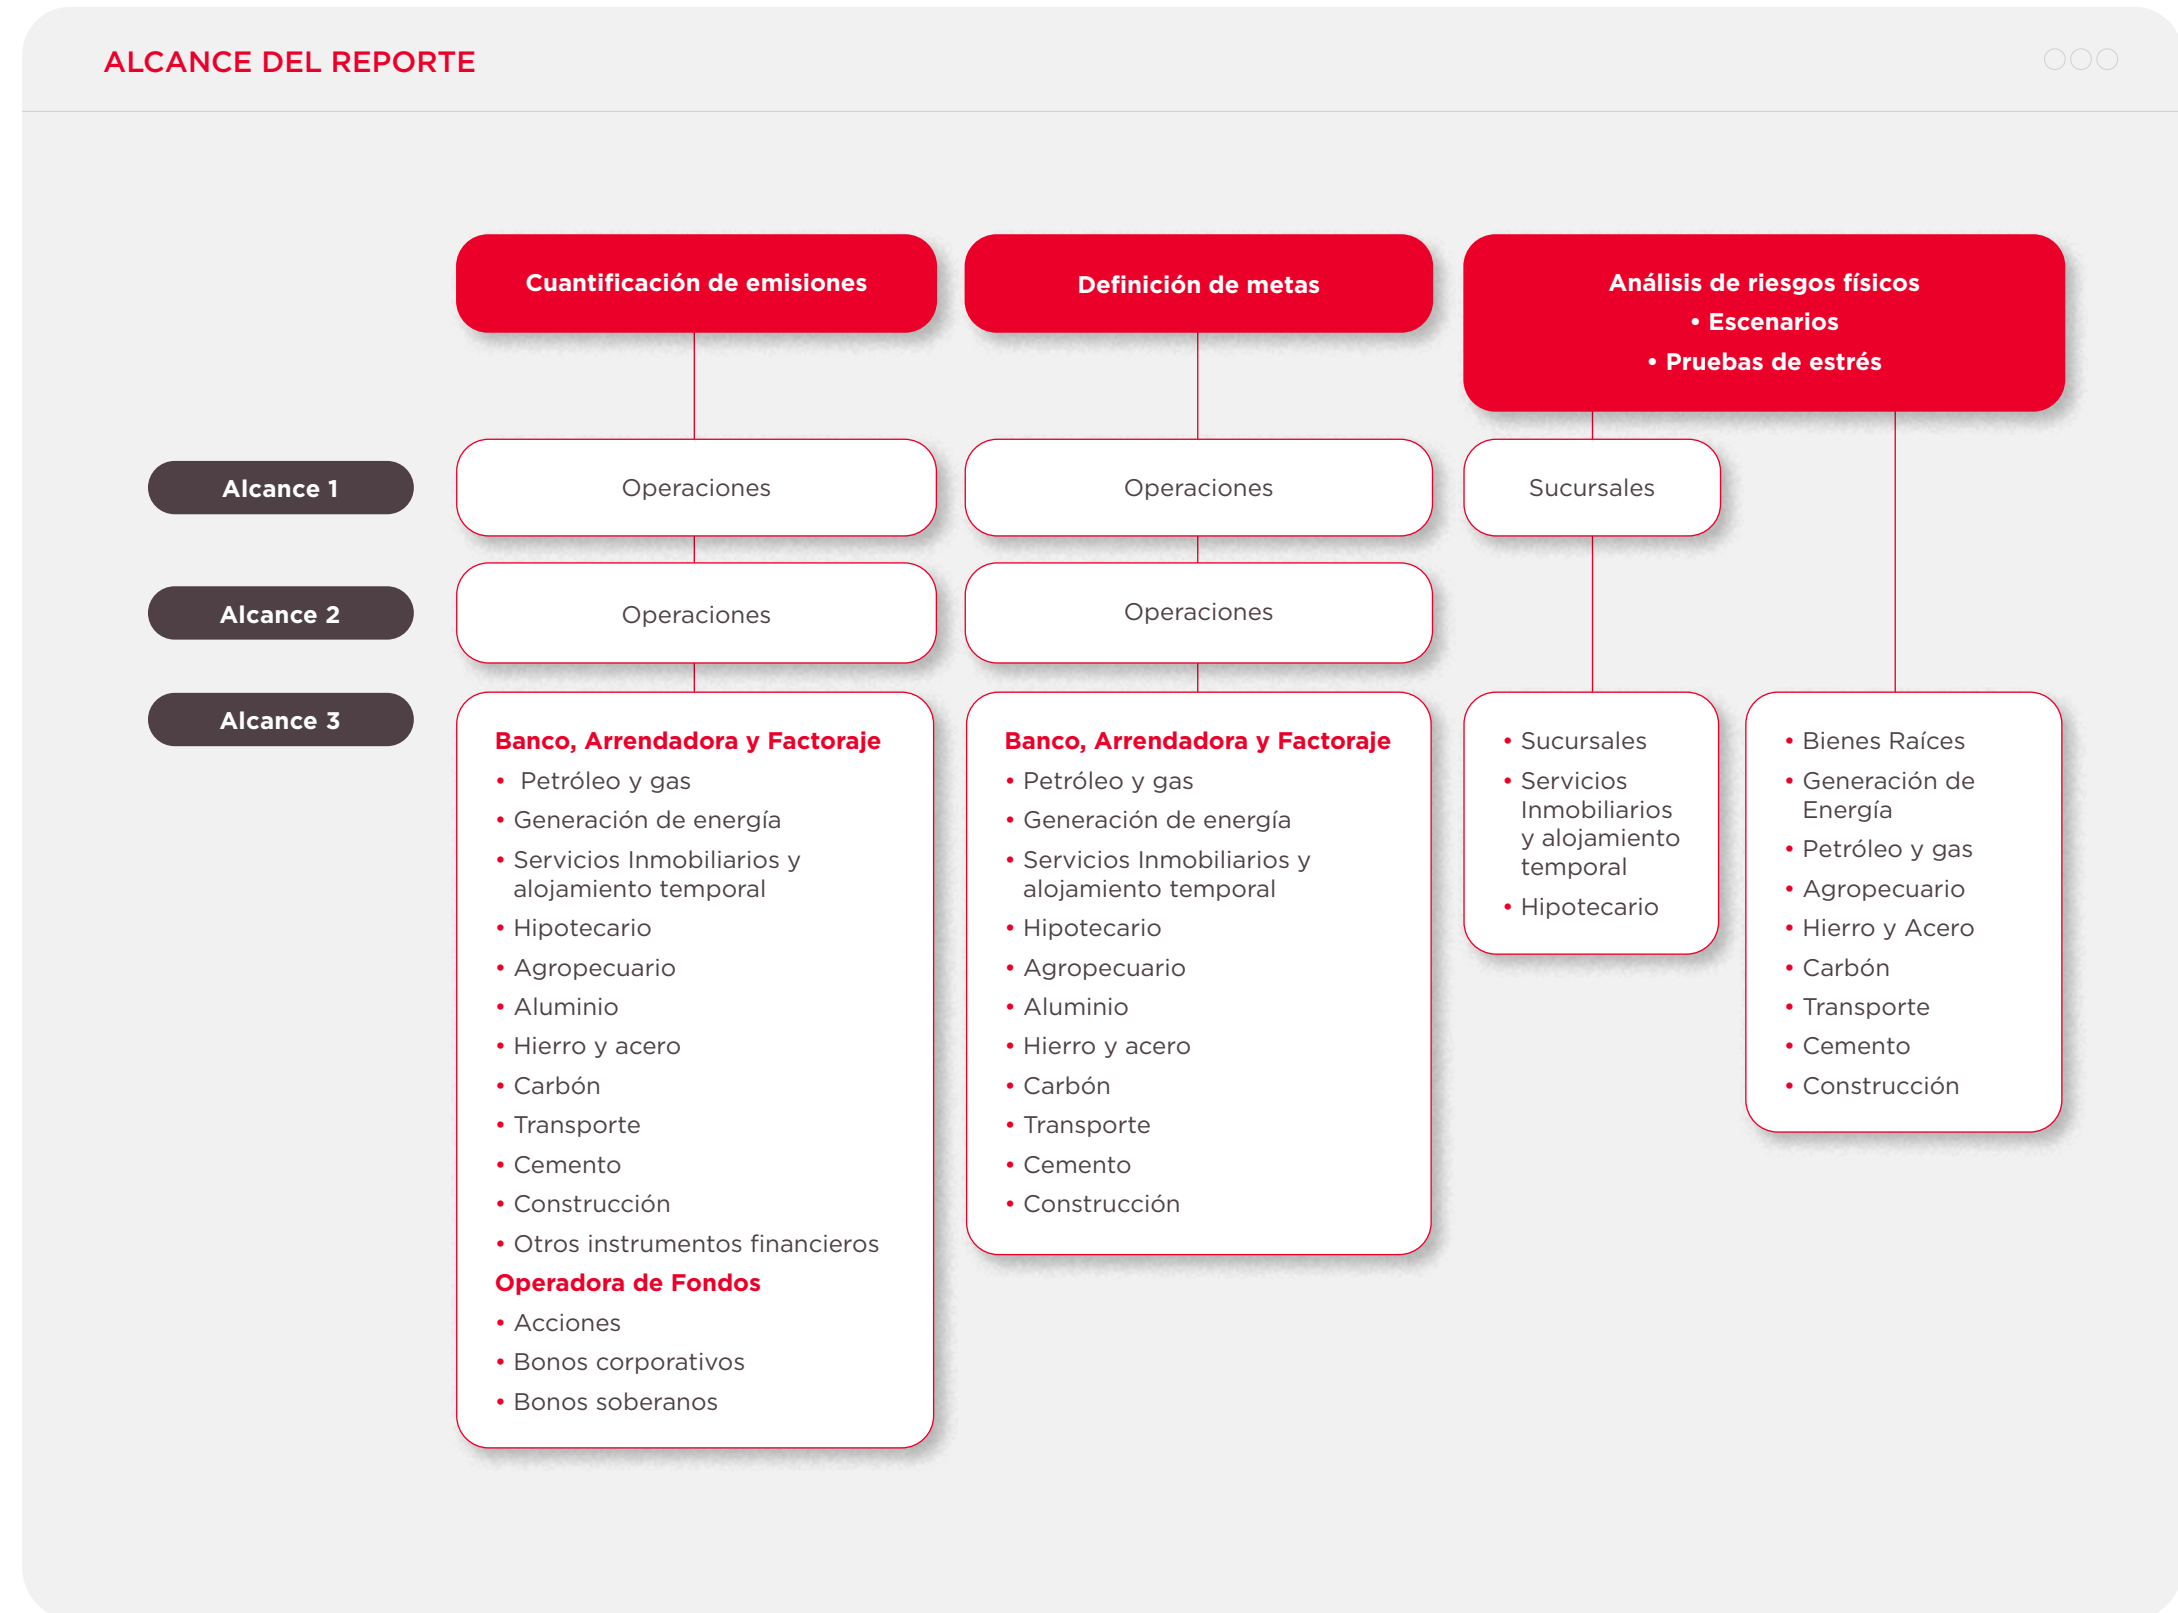 ALCANCE DEL REPORTE
Cuantificación de emisiones
Definición de metas
Análisis de riesgos físicos
• Escenarios
• Pruebas de estrés
Alcance 1
Operaciones
Operaciones
Sucursales
Alcance 2
Operaciones
Operaciones
Alcance 3
Banco, Arrendadora y Factoraje
• Petróleo y gas
• Generación de energía
• Servicios Inmobiliarios y
alojamiento temporal
• Hipotecario
• Agropecuario
• Aluminio
• Hierro y acero
• Carbón
• Transporte
• Cemento
• Construcción
• Otros instrumentos financieros
Operadora de Fondos
• Acciones
• Bonos corporativos
• Bonos soberanos
Banco, Arrendadora y Factoraje
• Petróleo y gas
• Generación de energía
• Servicios Inmobiliarios y
alojamiento temporal
• Hipotecario
• Agropecuario
• Aluminio
• Hierro y acero
• Carbón
• Transporte
• Cemento
• Construcción
• Sucursales
• Servicios
Inmobiliarios
y alojamiento
temporal
• Hipotecario
• Bienes Raíces
• Generación de
Energía
• Petróleo y gas
• Agropecuario
• Hierro y Acero
• Carbón
• Transporte
• Cemento
• Construcción